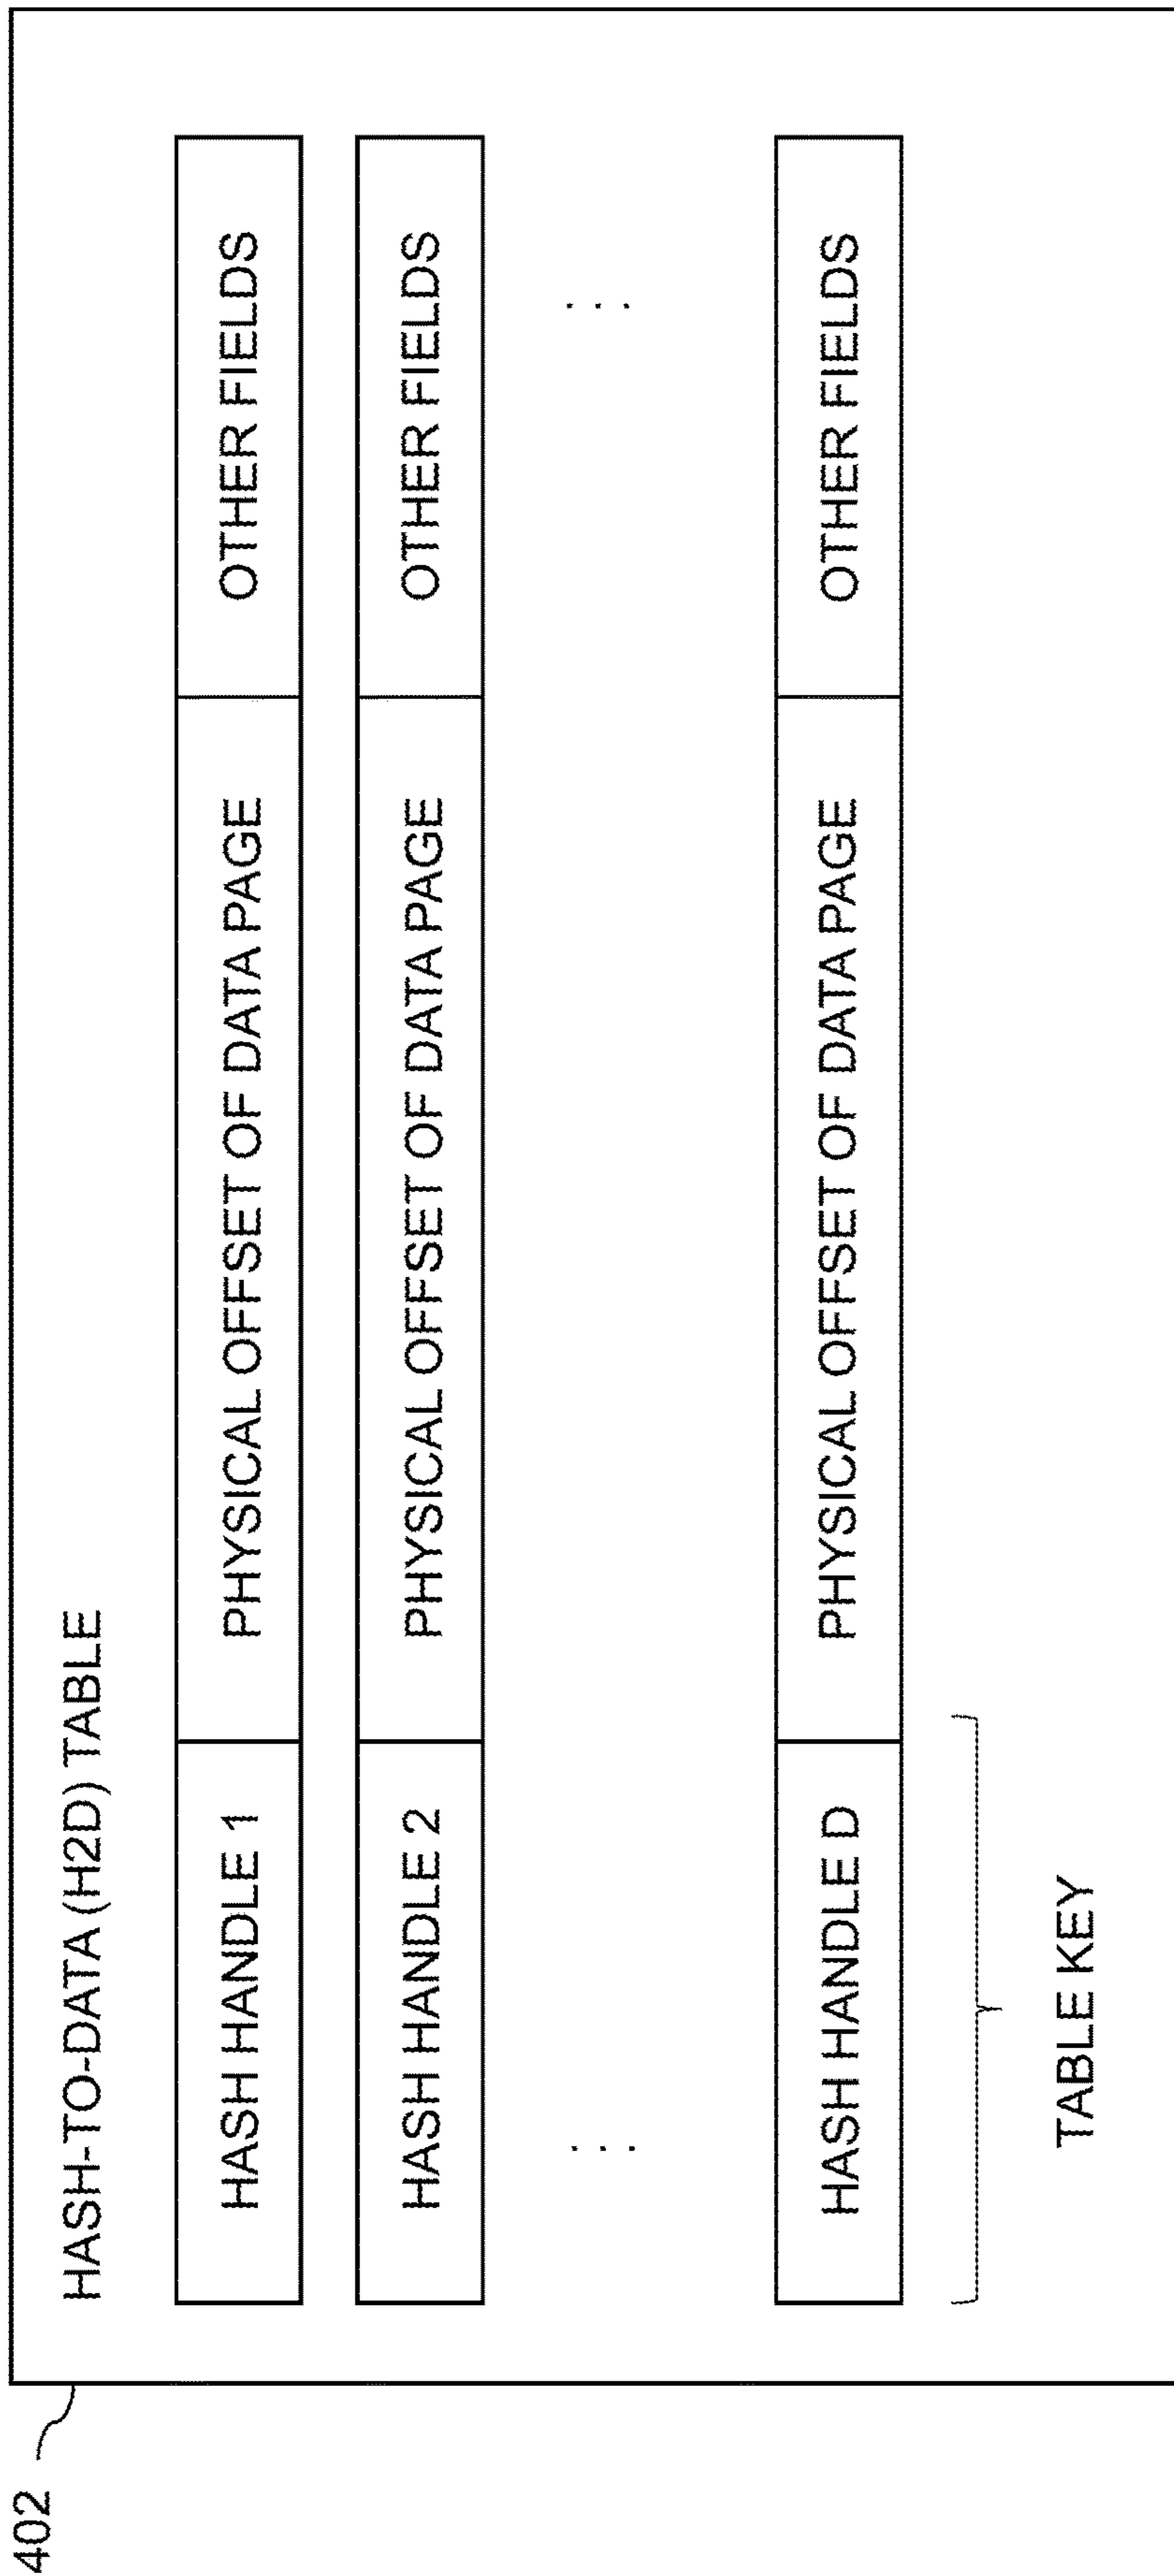 402
HASH-TO-DATA (H2D) TABLE
HASH HANDLE 1 PHYSICAL OFFSET OF DATA PAGE OTHER FIELDS
HASH HANDLE 2 PHYSICAL OFFSET OF DATA PAGE OTHER FIELDS
. . . . . .
HASH HANDLE D PHYSICAL OFFSET OF DATA PAGE OTHER FIELDS
TABLE KEY